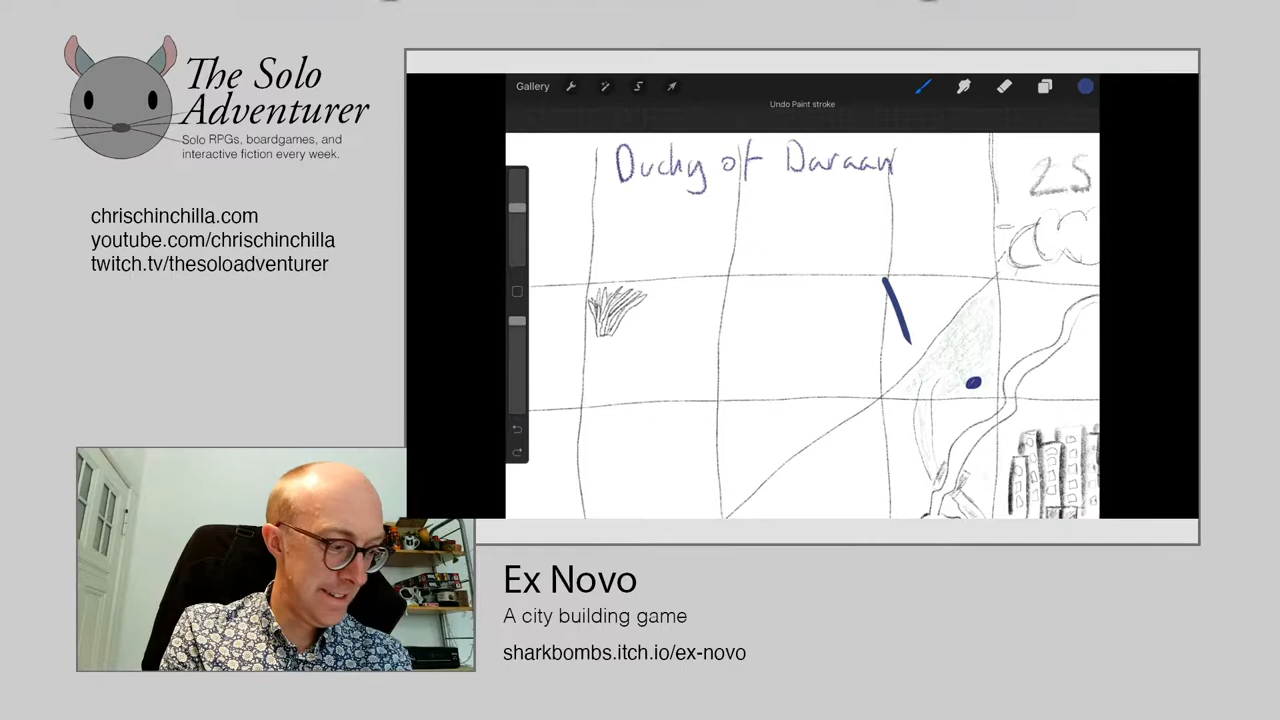 The Solo
Adventurer
Solo RPGs, boardgames, and
interactive fiction every week.
chrischinchilla.com
youtube.com/chrischinchilla
twitch.tv/thesoloadventurer
Gallery
Undo Paint stroke
Duchy of Daraan
25
Ex Novo
A city building game
sharkbombs.itch.io/ex-novo